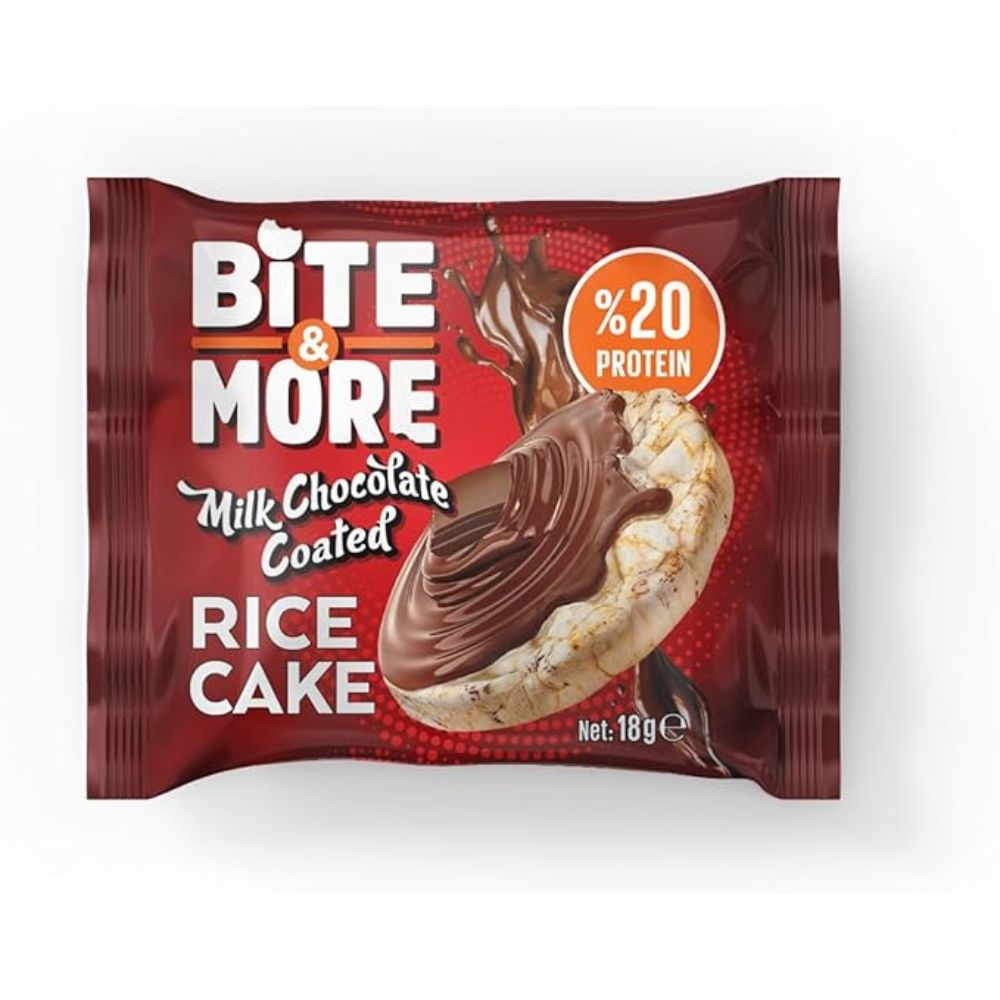 BiTE
&
MORE
Milk Chocolate
Coated
RICE
CAKE
%20
PROTEIN
Net: 18g℮